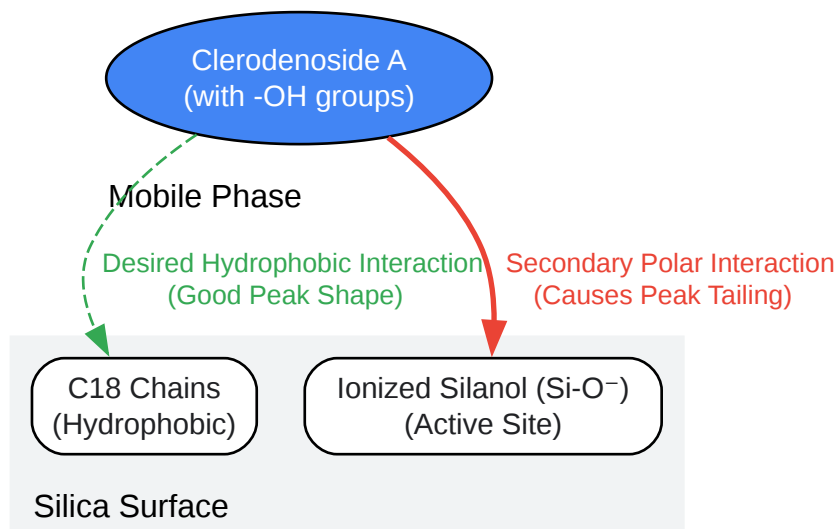 Clerodenoside A
(with -OH groups)
Mobile Phase
Desired Hydrophobic Interaction
(Good Peak Shape)
Secondary Polar Interaction
(Causes Peak Tailing)
C18 Chains
(Hydrophobic)
Ionized Silanol (Si-O⁻)
(Active Site)
Silica Surface